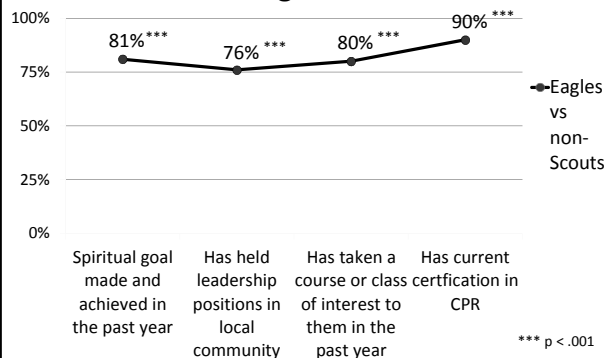 100%
75%
50%
25%
0%
81%***
76% ***
80% ***
90% ***
Eagles
vs
non-
Scouts
Spiritual goal
made and
achieved in
the past year
Has held
leadership
positions in
local
community
Has taken a
course or class
of interest to
them in the
past year
Has current
certfication in
CPR
*** p < .001